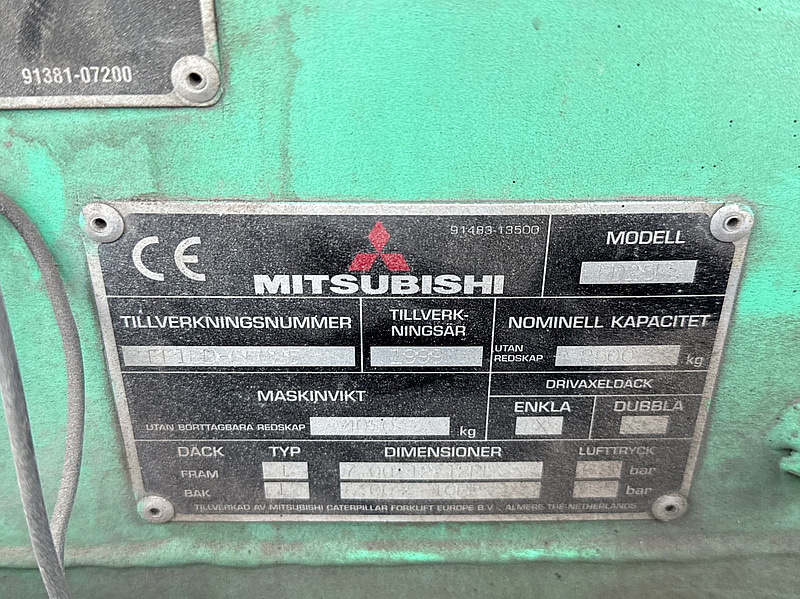 91381-07200
CE
91483-13500
MITSUBISHI
MODELL
TILLVERKNINGSNUMMER
TILLVERK-
NINGSÅR
1999
NOMINELL KAPACITET
UTAN
REDSKAP
kg
MASKINVIKT
UTAN BORTTAGBARA REDSKAP
kg
DRIVAXELDÄCK
ENKLA
DUBBLA
X
DÄCK
TYP
DIMENSIONER
LUFTTRYCK
FRAM
bar
BAK
bar
TILLVERKAD AV MITSUBISHI CATERPILLAR FORKLIFT EUROPE B.V. ALMERE-THE-NETHERLANDS